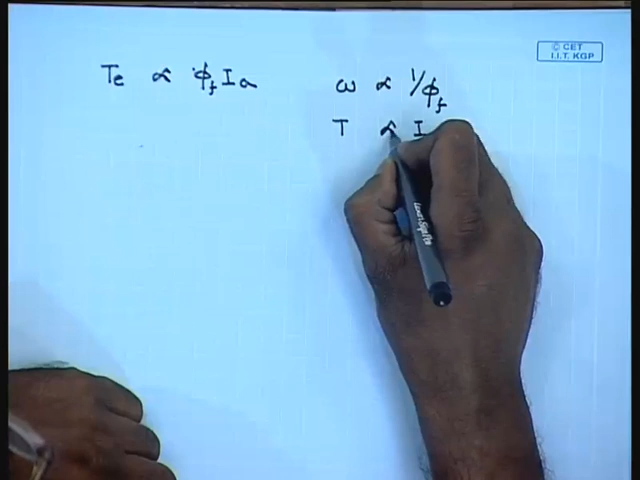 Te ∝ ϕf Ia
ω ∝ 1/ϕf
T ∝ I
© CET
I.I.T. KGP